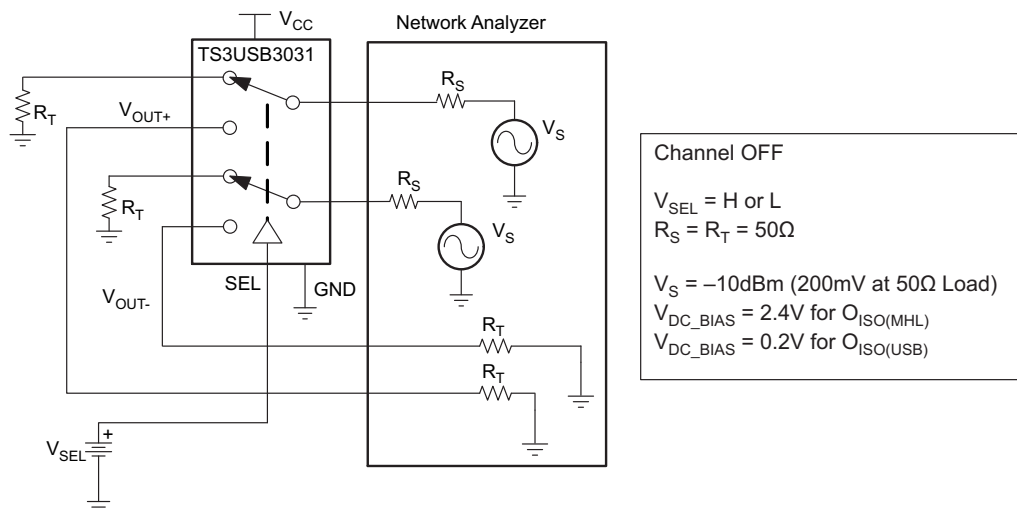 V_CC
Network Analyzer
TS3USB3031
R_S
R_T
V_OUT+
V_S
R_S
R_T
V_S
SEL
GND
V_OUT-
R_T
R_T
+
V_SEL
Channel OFF
V_SEL = H or L
R_S = R_T = 50Ω
V_S = –10dBm (200mV at 50Ω Load)
V_DC_BIAS = 2.4V for O_ISO(MHL)
V_DC_BIAS = 0.2V for O_ISO(USB)